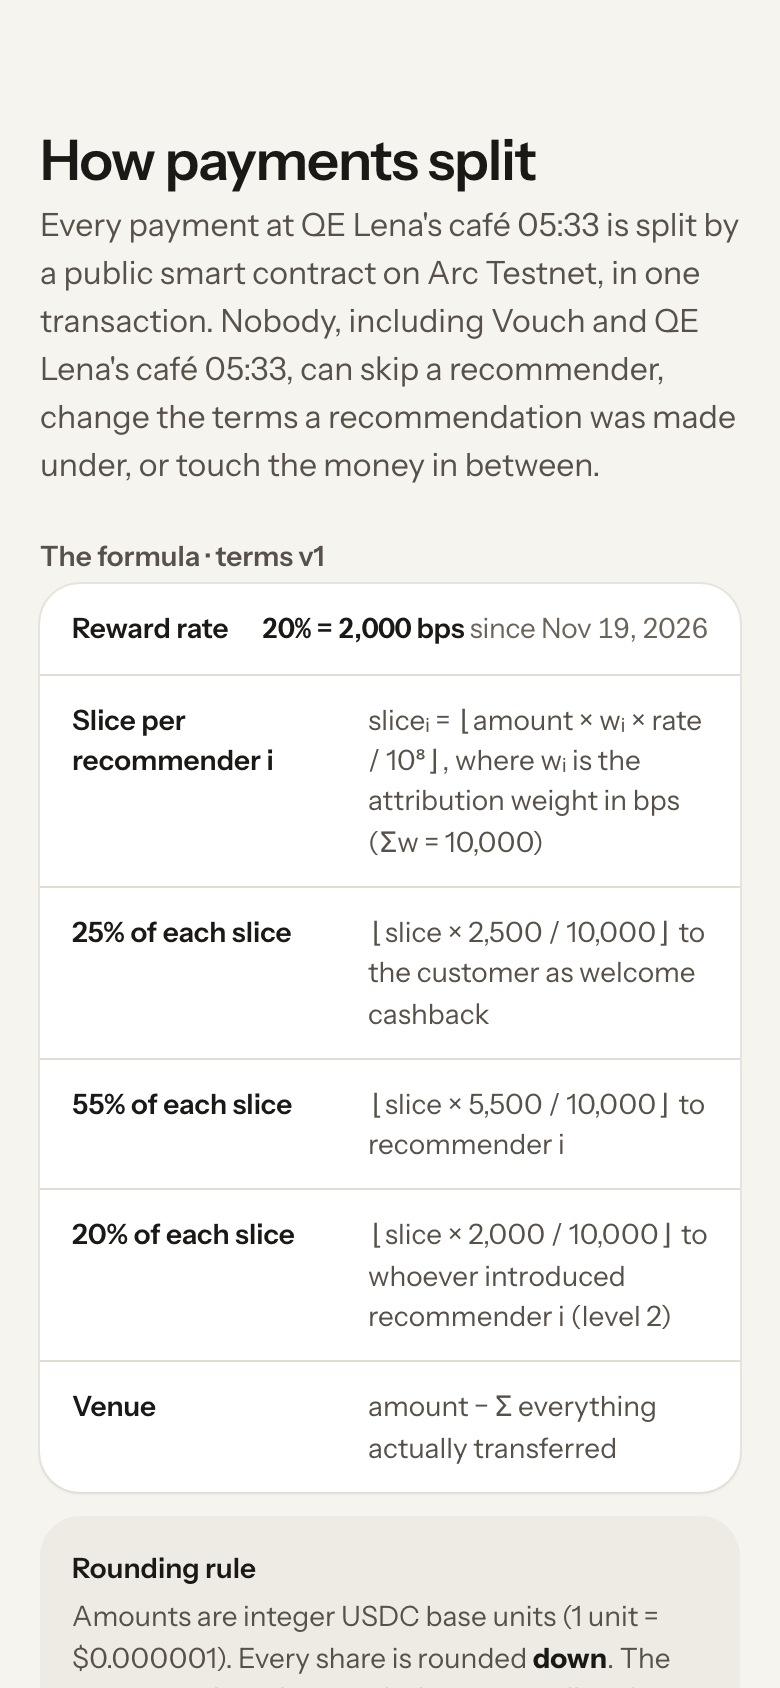 How payments split
Every payment at QE Lena's café 05:33 is split by
a public smart contract on Arc Testnet, in one
transaction. Nobody, including Vouch and QE
Lena's café 05:33, can skip a recommender,
change the terms a recommendation was made
under, or touch the money in between.
The formula · terms v1
Reward rate 20% = 2,000 bps since Nov 19, 2026
Slice per
recommender i
sliceᵢ = ⌊amount × wᵢ × rate
/ 10⁸⌋, where wᵢ is the
attribution weight in bps
(Σw = 10,000)
25% of each slice
⌊slice × 2,500 / 10,000⌋ to
the customer as welcome
cashback
55% of each slice
⌊slice × 5,500 / 10,000⌋ to
recommender i
20% of each slice
⌊slice × 2,000 / 10,000⌋ to
whoever introduced
recommender i (level 2)
Venue
amount − Σ everything
actually transferred
Rounding rule
Amounts are integer USDC base units (1 unit =
$0.000001). Every share is rounded down. The